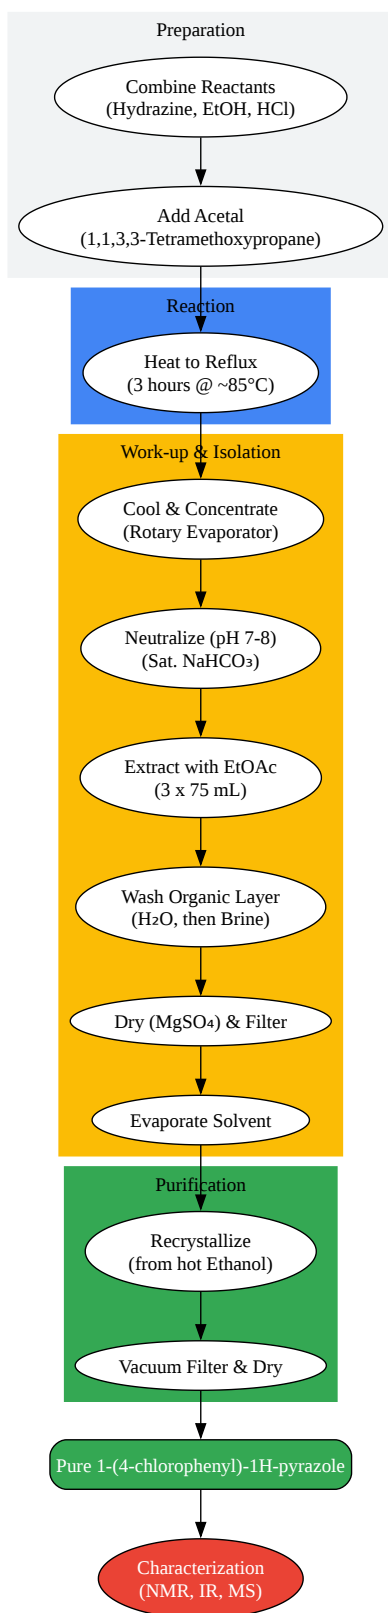 Preparation
Combine Reactants
(Hydrazine, EtOH, HCl)
Add Acetal
(1,1,3,3-Tetramethoxypropane)
Reaction
Heat to Reflux
(3 hours @ ~85°C)
Work-up & Isolation
Cool & Concentrate
(Rotary Evaporator)
Neutralize (pH 7-8)
(Sat. NaHCO₃)
Extract with EtOAc
(3 x 75 mL)
Wash Organic Layer
(H₂O, then Brine)
Dry (MgSO₄) & Filter
Evaporate Solvent
Purification
Recrystallize
(from hot Ethanol)
Vacuum Filter & Dry
Pure 1-(4-chlorophenyl)-1H-pyrazole
Characterization
(NMR, IR, MS)